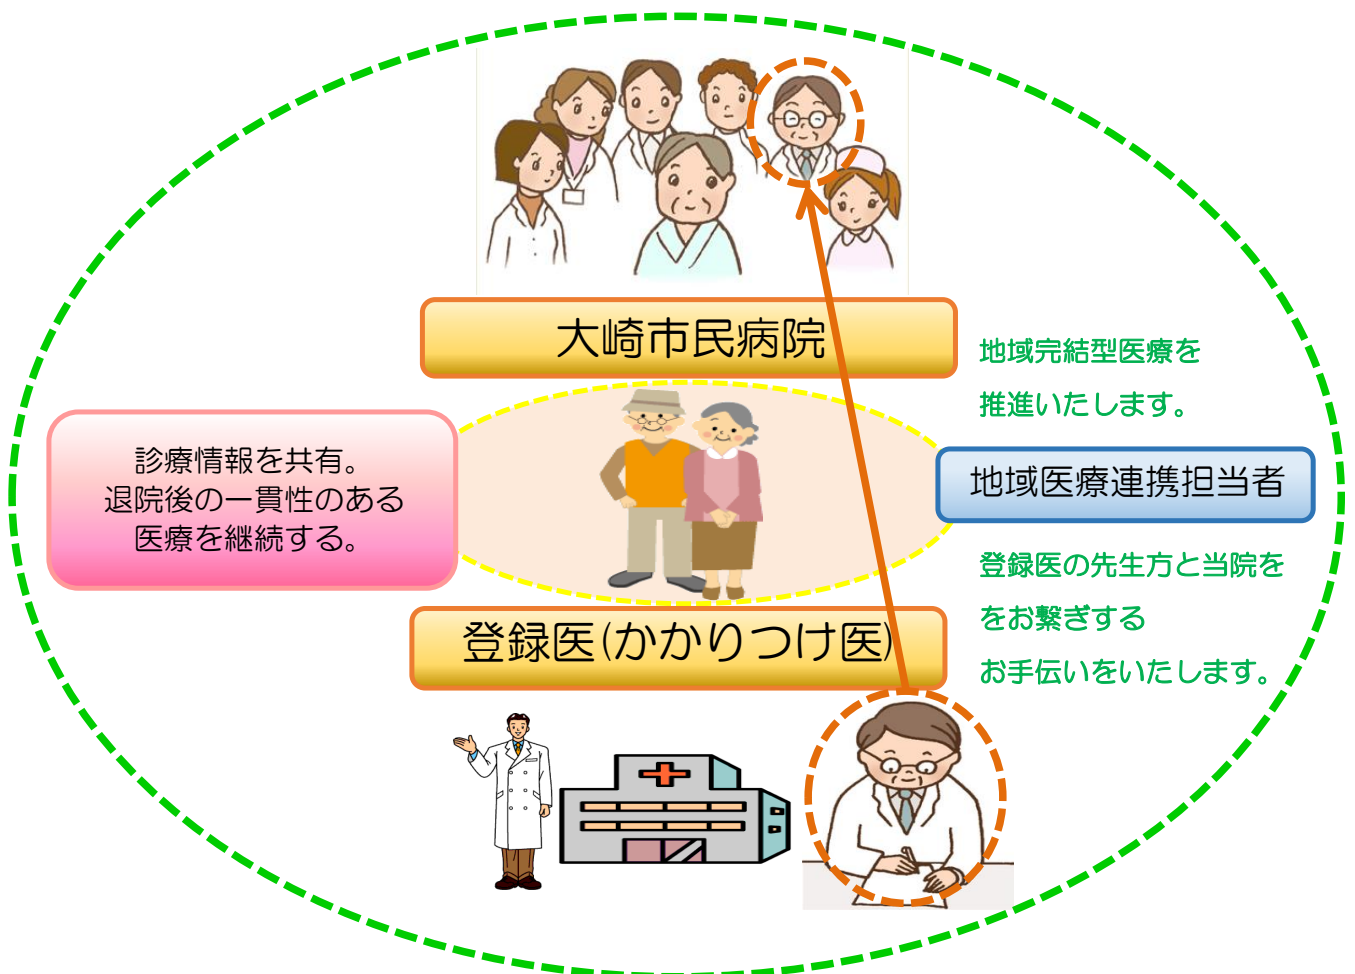 大崎市民病院
地域完結型医療を
推進いたします。
診療情報を共有。
退院後の一貫性のある
医療を継続する。
地域医療連携担当者
登録医の先生方と当院を
をお繋ぎする
お手伝いをいたします。
登録医(かかりつけ医)